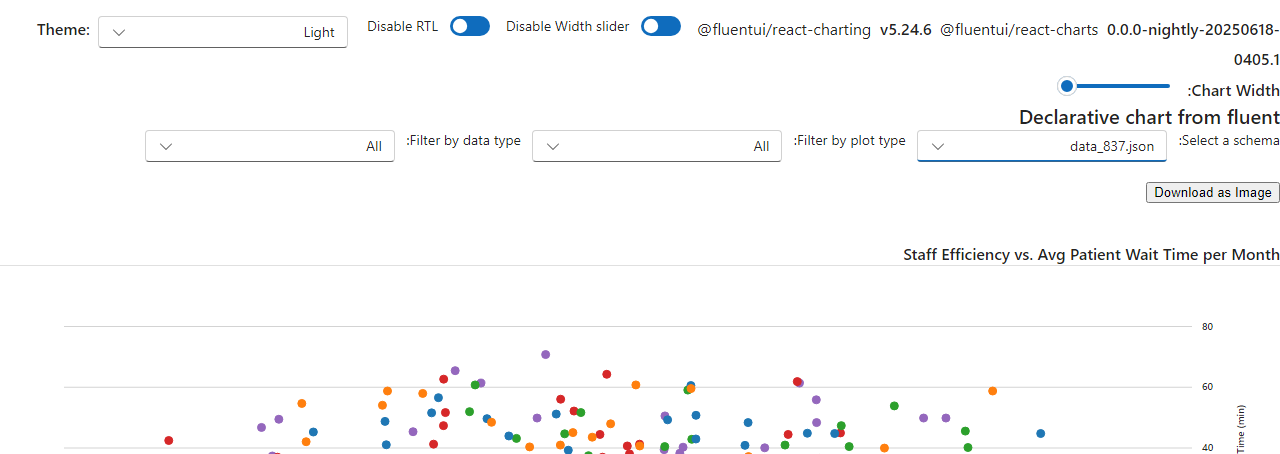 Theme: Light Disable RTL Disable Width slider @fluentui/react-charting v5.24.6 @fluentui/react-charts 0.0.0-nightly-20250618-
0405.1
:Chart Width
Declarative chart from fluent
:Select a schema data_837.json :Filter by plot type All :Filter by data type All
Download as Image
Staff Efficiency vs. Avg Patient Wait Time per Month
80
60
40
Time (min)